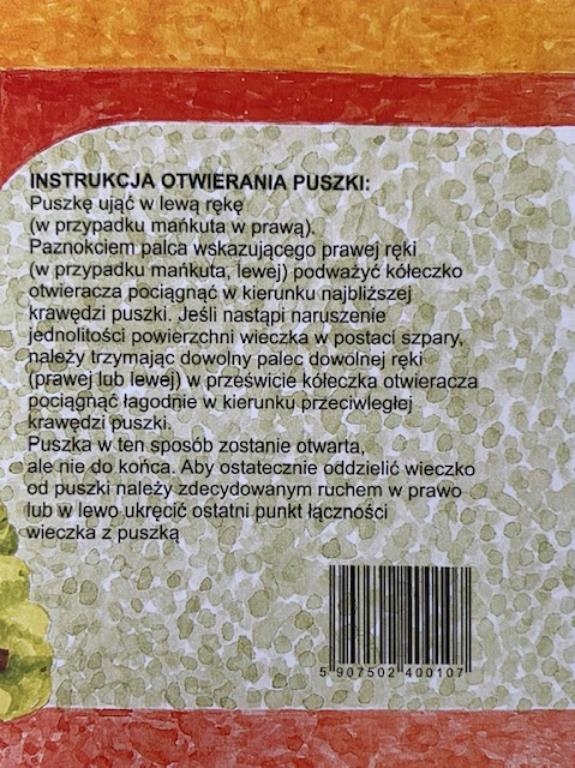 INSTRUKCJA OTWIERANIA PUSZKI:
Puszkę ująć w lewą rękę
(w przypadku mańkuta w prawą).
Paznokciem palca wskazującego prawej ręki
(w przypadku mańkuta, lewej) podważyć kółeczko
otwieracza pociągnąć w kierunku najbliższej
krawędzi puszki. Jeśli nastąpi naruszenie
jednolitości powierzchni wieczka w postaci szpary,
należy trzymając dowolny palec dowolnej ręki
(prawej lub lewej) w prześwicie kółeczka otwieracza
pociągnąć łagodnie w kierunku przeciwległej
krawędzi puszki.
Puszka w ten sposób zostanie otwarta,
ale nie do końca. Aby ostatecznie oddzielić wieczko
od puszki należy zdecydowanym ruchem w prawo
lub w lewo ukręcić ostatni punkt łączności
wieczka z puszką
5 907502 400107